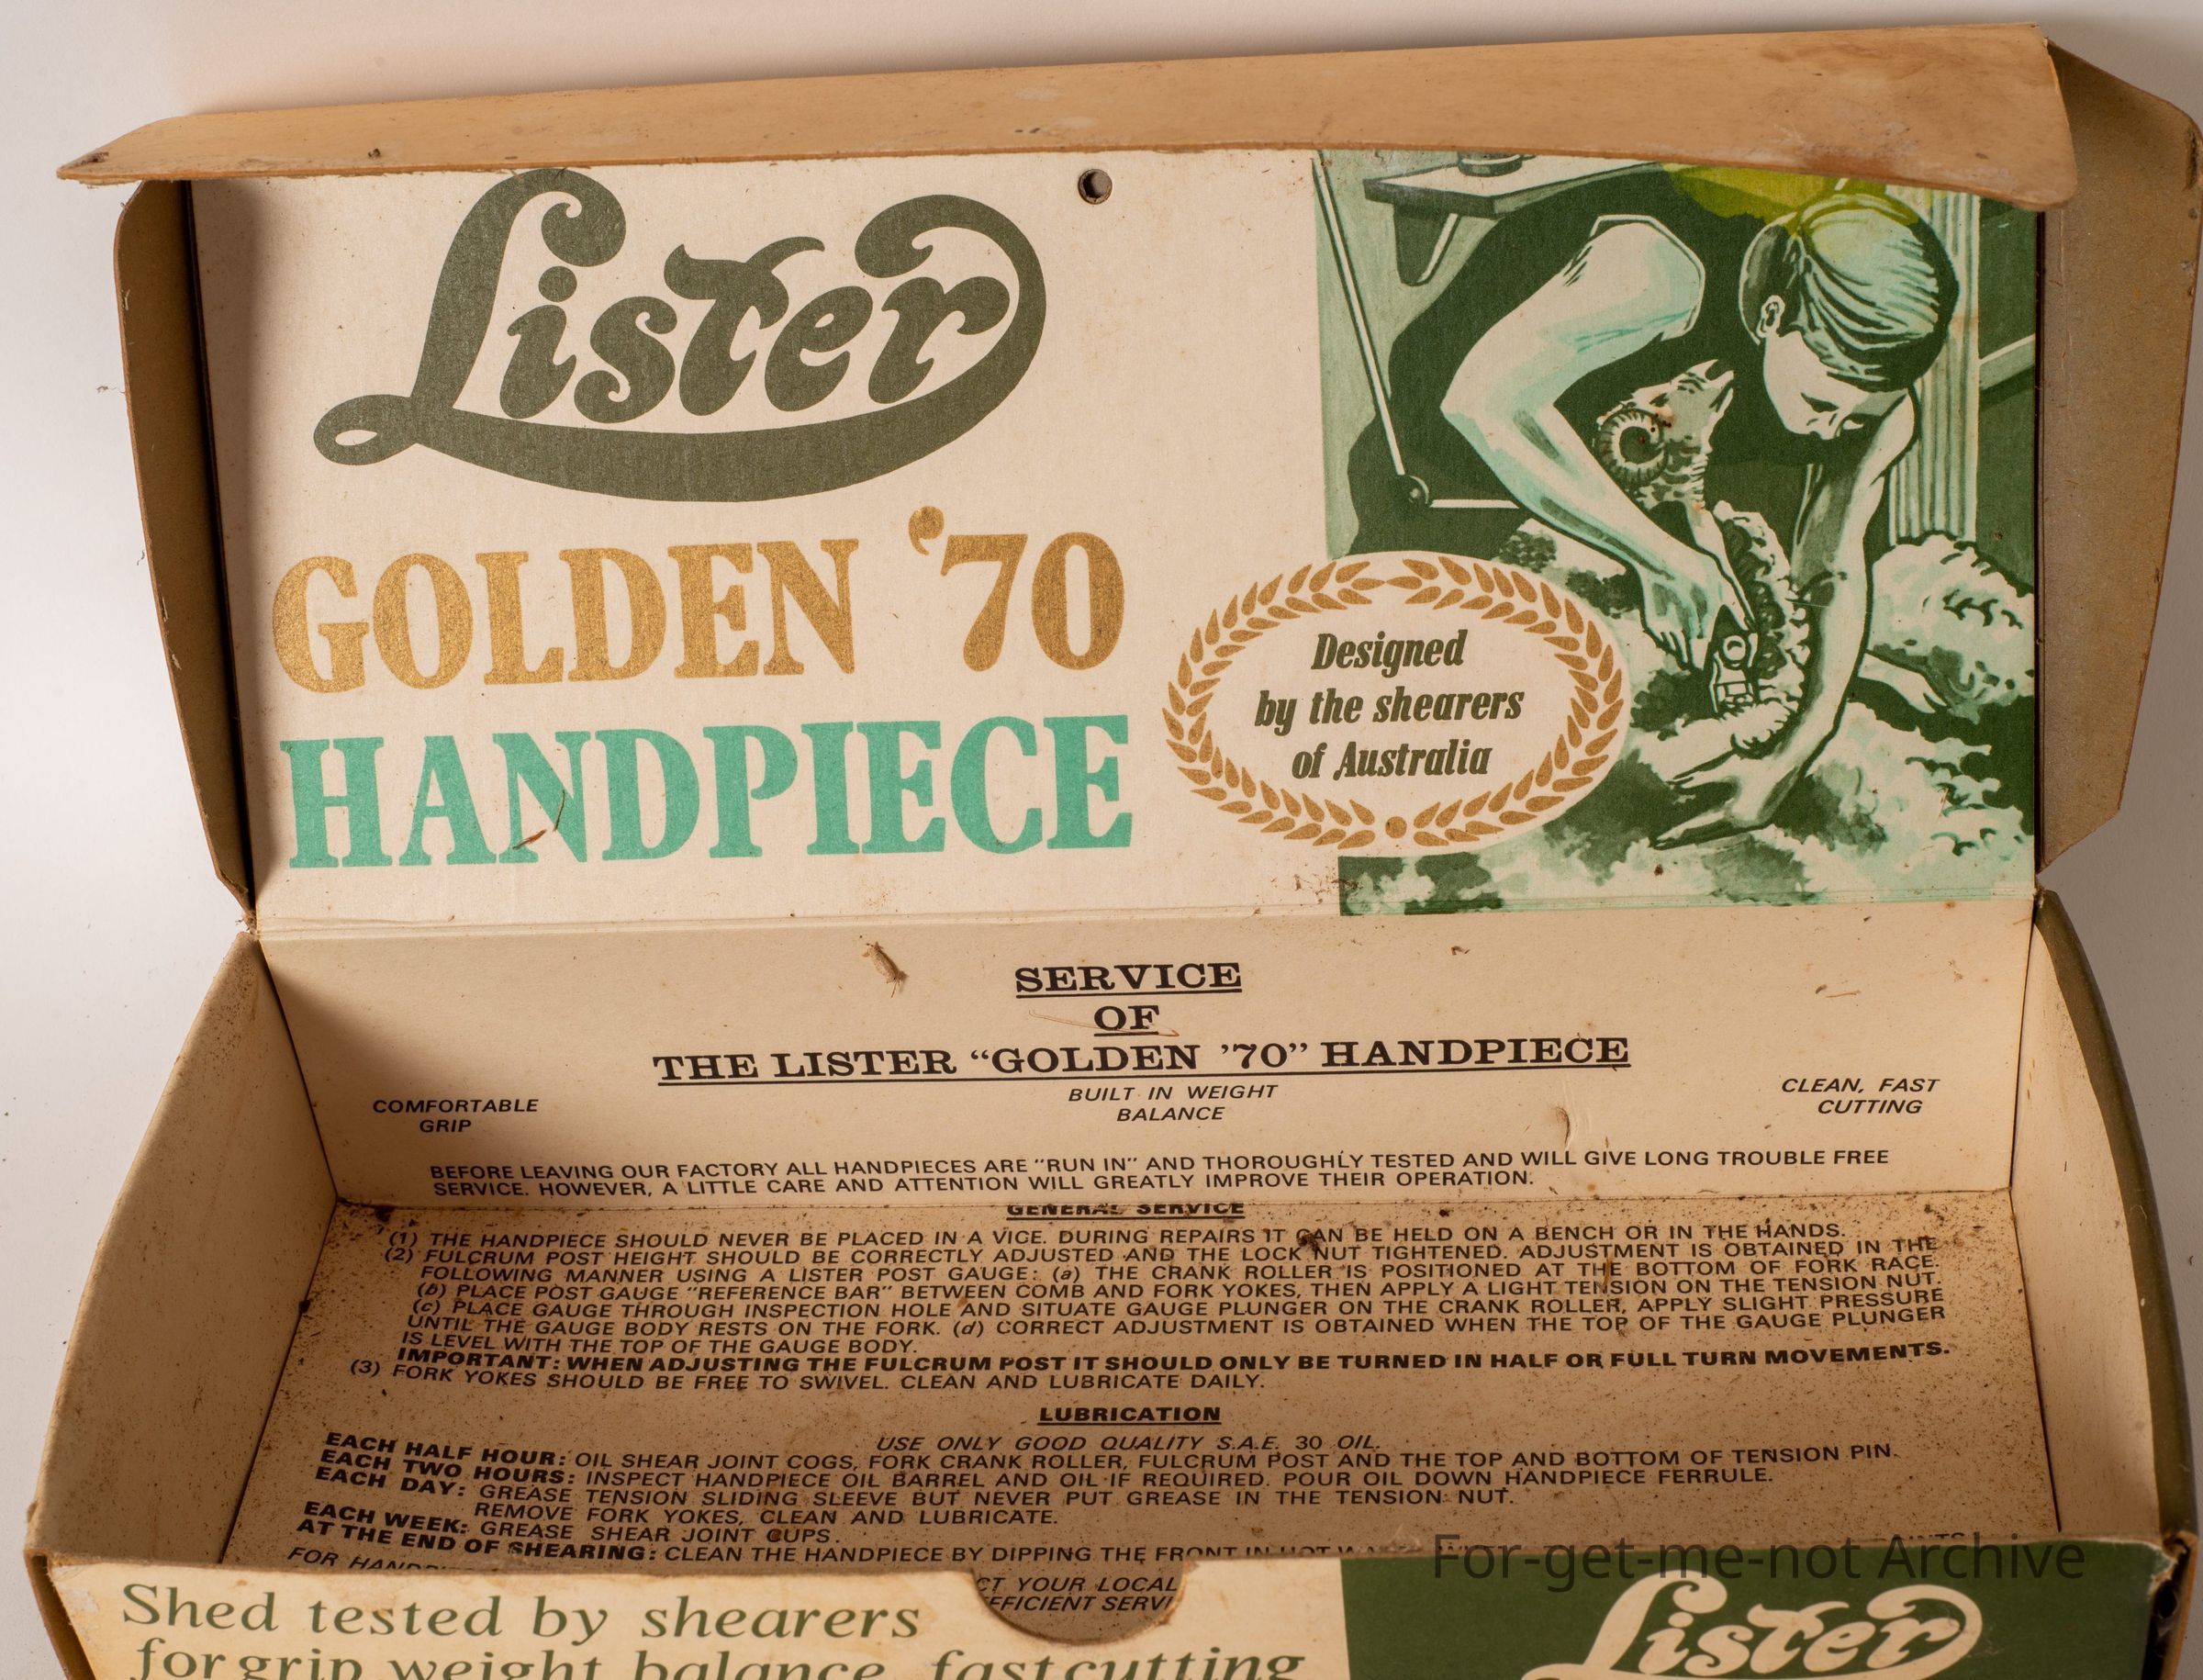 Lister
GOLDEN '70
HANDPIECE
Designed
by the shearers
of Australia
SERVICE
OF
THE LISTER “GOLDEN '70” HANDPIECE
COMFORTABLE
GRIP
BUILT IN WEIGHT
BALANCE
CLEAN, FAST
CUTTING
BEFORE LEAVING OUR FACTORY ALL HANDPIECES ARE "RUN IN" AND THOROUGHLY TESTED AND WILL GIVE LONG TROUBLE FREE
SERVICE. HOWEVER, A LITTLE CARE AND ATTENTION WILL GREATLY IMPROVE THEIR OPERATION.
GENERAL SERVICE
(1) THE HANDPIECE SHOULD NEVER BE PLACED IN A VICE. DURING REPAIRS IT CAN BE HELD ON A BENCH OR IN THE HANDS.
(2) FULCRUM POST HEIGHT SHOULD BE CORRECTLY ADJUSTED AND THE LOCK NUT TIGHTENED. ADJUSTMENT IS OBTAINED IN THE
FOLLOWING MANNER USING A LISTER POST GAUGE: (a) THE CRANK ROLLER IS POSITIONED AT THE BOTTOM OF FORK RACE.
(b) PLACE POST GAUGE "REFERENCE BAR" BETWEEN COMB AND FORK YOKES, THEN APPLY A LIGHT TENSION ON THE TENSION NUT.
(c) PLACE GAUGE THROUGH INSPECTION HOLE AND SITUATE GAUGE PLUNGER ON THE CRANK ROLLER, APPLY SLIGHT PRESSURE
UNTIL THE GAUGE BODY RESTS ON THE FORK. (d) CORRECT ADJUSTMENT IS OBTAINED WHEN THE TOP OF THE GAUGE PLUNGER
IS LEVEL WITH THE TOP OF THE GAUGE BODY.
IMPORTANT: WHEN ADJUSTING THE FULCRUM POST IT SHOULD ONLY BE TURNED IN HALF OR FULL TURN MOVEMENTS.
(3) FORK YOKES SHOULD BE FREE TO SWIVEL. CLEAN AND LUBRICATE DAILY.
LUBRICATION
USE ONLY GOOD QUALITY S.A.E. 30 OIL.
EACH HALF HOUR: OIL SHEAR JOINT COGS, FORK CRANK ROLLER, FULCRUM POST AND THE TOP AND BOTTOM OF TENSION PIN.
EACH TWO HOURS: INSPECT HANDPIECE OIL BARREL AND OIL IF REQUIRED. POUR OIL DOWN HANDPIECE FERRULE.
EACH DAY: GREASE TENSION SLIDING SLEEVE BUT NEVER PUT GREASE IN THE TENSION NUT.
REMOVE FORK YOKES, CLEAN AND LUBRICATE.
EACH WEEK: GREASE SHEAR JOINT CUPS.
AT THE END OF SHEARING: CLEAN THE HANDPIECE BY DIPPING THE FRONT IN HOT
FOR
YOUR LOCAL
For-get-me-not Archive
Shed tested by shearers
for grip weight balance, fast cutting
Lister